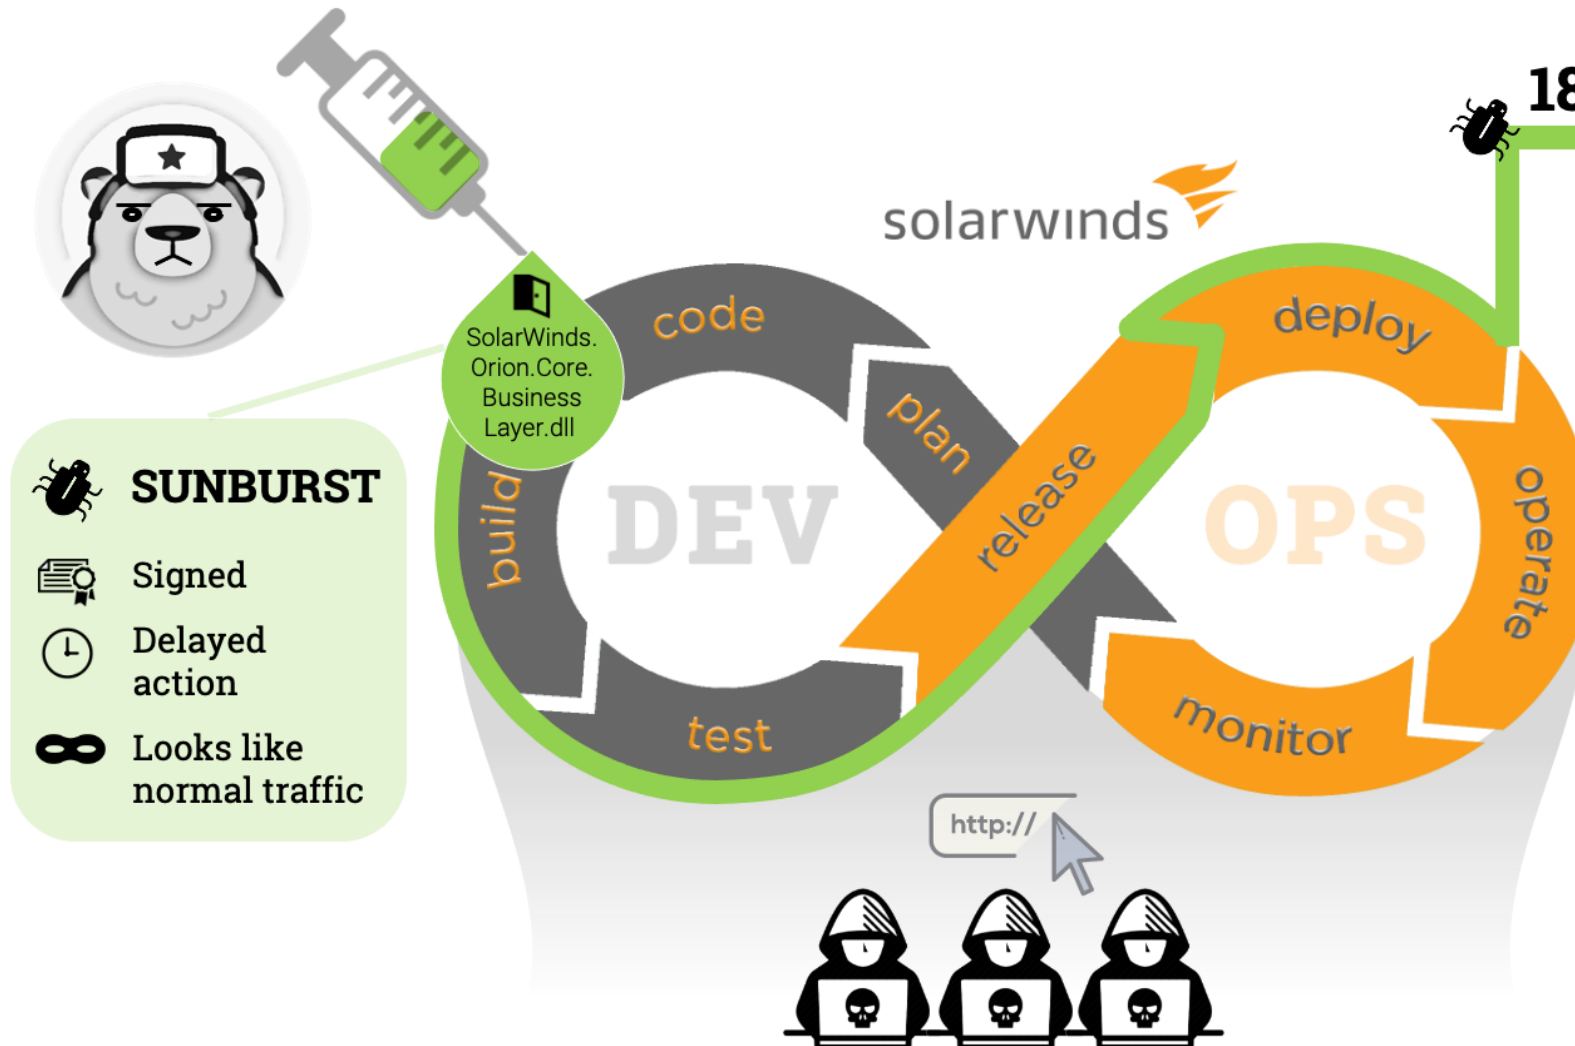 18
solarwinds
SolarWinds.
Orion.Core.
Business
Layer.dll
code
plan
build
test
release
deploy
operate
monitor
DEV
OPS
SUNBURST
Signed
Delayed
action
Looks like
normal traffic
http://